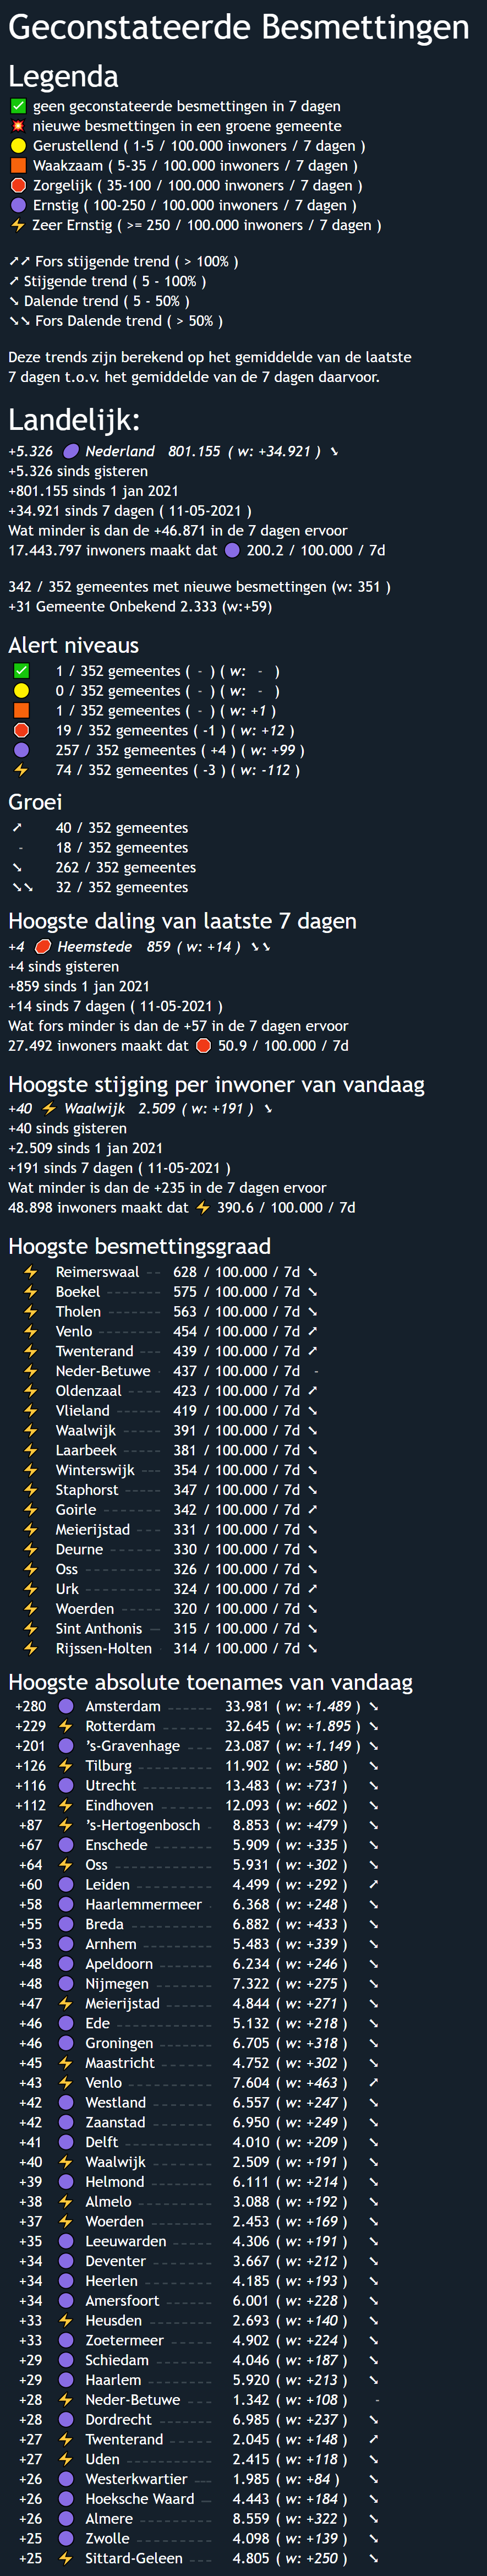 Geconstateerde Besmettingen
Legenda
✅ geen geconstateerde besmettingen in 7 dagen
💥 nieuwe besmettingen in een groene gemeente
🟡 Gerustellend ( 1-5 / 100.000 inwoners / 7 dagen )
🟧 Waakzaam ( 5-35 / 100.000 inwoners / 7 dagen )
🛑 Zorgelijk ( 35-100 / 100.000 inwoners / 7 dagen )
🟣 Ernstig ( 100-250 / 100.000 inwoners / 7 dagen )
⚡ Zeer Ernstig ( >= 250 / 100.000 inwoners / 7 dagen )
➚➚ Fors stijgende trend ( > 100% )
➚ Stijgende trend ( 5 - 100% )
➘ Dalende trend ( 5 - 50% )
➘➘ Fors Dalende trend ( > 50% )
Deze trends zijn berekend op het gemiddelde van de laatste
7 dagen t.o.v. het gemiddelde van de 7 dagen daarvoor.
Landelijk:
+5.326 🟣 Nederland 801.155 ( w: +34.921 ) ➘
+5.326 sinds gisteren
+801.155 sinds 1 jan 2021
+34.921 sinds 7 dagen ( 11-05-2021 )
Wat minder is dan de +46.871 in de 7 dagen ervoor
17.443.797 inwoners maakt dat 🟣 200.2 / 100.000 / 7d
342 / 352 gemeentes met nieuwe besmettingen (w: 351 )
+31 Gemeente Onbekend 2.333 (w:+59)
Alert niveaus
✅ 1 / 352 gemeentes ( - ) ( w: - )
🟡 0 / 352 gemeentes ( - ) ( w: - )
🟧 1 / 352 gemeentes ( - ) ( w: +1 )
🛑 19 / 352 gemeentes ( -1 ) ( w: +12 )
🟣 257 / 352 gemeentes ( +4 ) ( w: +99 )
⚡ 74 / 352 gemeentes ( -3 ) ( w: -112 )
Groei
➚ 40 / 352 gemeentes
- 18 / 352 gemeentes
➘ 262 / 352 gemeentes
➘➘ 32 / 352 gemeentes
Hoogste daling van laatste 7 dagen
+4 🛑 Heemstede 859 ( w: +14 ) ➘➘
+4 sinds gisteren
+859 sinds 1 jan 2021
+14 sinds 7 dagen ( 11-05-2021 )
Wat fors minder is dan de +57 in de 7 dagen ervoor
27.492 inwoners maakt dat 🛑 50.9 / 100.000 / 7d
Hoogste stijging per inwoner van vandaag
+40 ⚡ Waalwijk 2.509 ( w: +191 ) ➘
+40 sinds gisteren
+2.509 sinds 1 jan 2021
+191 sinds 7 dagen ( 11-05-2021 )
Wat minder is dan de +235 in de 7 dagen ervoor
48.898 inwoners maakt dat ⚡ 390.6 / 100.000 / 7d
Hoogste besmettingsgraad
⚡ Reimerswaal 628 / 100.000 / 7d ➘
⚡ Boekel 575 / 100.000 / 7d ➘
⚡ Tholen 563 / 100.000 / 7d ➘
⚡ Venlo 454 / 100.000 / 7d ➚
⚡ Twenterand 439 / 100.000 / 7d ➚
⚡ Neder-Betuwe 437 / 100.000 / 7d -
⚡ Oldenzaal 423 / 100.000 / 7d ➚
⚡ Vlieland 419 / 100.000 / 7d ➘
⚡ Waalwijk 391 / 100.000 / 7d ➘
⚡ Laarbeek 381 / 100.000 / 7d ➘
⚡ Winterswijk 354 / 100.000 / 7d ➘
⚡ Staphorst 347 / 100.000 / 7d ➘
⚡ Goirle 342 / 100.000 / 7d ➚
⚡ Meierijstad 331 / 100.000 / 7d ➘
⚡ Deurne 330 / 100.000 / 7d ➘
⚡ Oss 326 / 100.000 / 7d ➘
⚡ Urk 324 / 100.000 / 7d ➚
⚡ Woerden 320 / 100.000 / 7d ➘
⚡ Sint Anthonis 315 / 100.000 / 7d ➘
⚡ Rijssen-Holten 314 / 100.000 / 7d ➘
Hoogste absolute toenames van vandaag
+280 🟣 Amsterdam 33.981 ( w: +1.489 ) ➘
+229 ⚡ Rotterdam 32.645 ( w: +1.895 ) ➘
+201 🟣 ’s-Gravenhage 23.087 ( w: +1.149 ) ➘
+126 ⚡ Tilburg 11.902 ( w: +580 ) ➘
+116 🟣 Utrecht 13.483 ( w: +731 ) ➘
+112 ⚡ Eindhoven 12.093 ( w: +602 ) ➘
+87 ⚡ ’s-Hertogenbosch 8.853 ( w: +479 ) ➘
+67 🟣 Enschede 5.909 ( w: +335 ) ➘
+64 ⚡ Oss 5.931 ( w: +302 ) ➘
+60 🟣 Leiden 4.499 ( w: +292 ) ➚
+58 🟣 Haarlemmermeer 6.368 ( w: +248 ) ➘
+55 🟣 Breda 6.882 ( w: +433 ) ➘
+53 🟣 Arnhem 5.483 ( w: +339 ) ➘
+48 🟣 Apeldoorn 6.234 ( w: +246 ) ➘
+48 🟣 Nijmegen 7.322 ( w: +275 ) ➘
+47 ⚡ Meierijstad 4.844 ( w: +271 ) ➘
+46 🟣 Ede 5.132 ( w: +218 ) ➘
+46 🟣 Groningen 6.705 ( w: +318 ) ➘
+45 ⚡ Maastricht 4.752 ( w: +302 ) ➘
+43 ⚡ Venlo 7.604 ( w: +463 ) ➚
+42 🟣 Westland 6.557 ( w: +247 ) ➘
+42 🟣 Zaanstad 6.950 ( w: +249 ) ➘
+41 🟣 Delft 4.010 ( w: +209 ) ➘
+40 ⚡ Waalwijk 2.509 ( w: +191 ) ➘
+39 🟣 Helmond 6.111 ( w: +214 ) ➘
+38 ⚡ Almelo 3.088 ( w: +192 ) ➘
+37 ⚡ Woerden 2.453 ( w: +169 ) ➘
+35 🟣 Leeuwarden 4.306 ( w: +191 ) ➘
+34 🟣 Deventer 3.667 ( w: +212 ) ➘
+34 🟣 Heerlen 4.185 ( w: +193 ) ➘
+34 🟣 Amersfoort 6.001 ( w: +228 ) ➘
+33 ⚡ Heusden 2.693 ( w: +140 ) ➘
+33 🟣 Zoetermeer 4.902 ( w: +224 ) ➘
+29 🟣 Schiedam 4.046 ( w: +187 ) ➘
+29 🟣 Haarlem 5.920 ( w: +213 ) ➘
+28 ⚡ Neder-Betuwe 1.342 ( w: +108 ) -
+28 🟣 Dordrecht 6.985 ( w: +237 ) ➘
+27 ⚡ Twenterand 2.045 ( w: +148 ) ➚
+27 ⚡ Uden 2.415 ( w: +118 ) ➘
+26 🟣 Westerkwartier 1.985 ( w: +84 ) ➘
+26 🟣 Hoeksche Waard 4.443 ( w: +184 ) ➘
+26 🟣 Almere 8.559 ( w: +322 ) ➘
+25 🟣 Zwolle 4.098 ( w: +139 ) ➘
+25 ⚡ Sittard-Geleen 4.805 ( w: +250 ) ➘